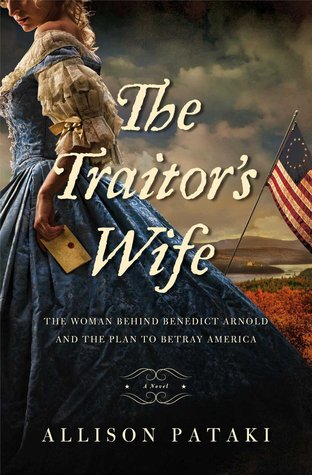 The
Traitor's
Wife
THE WOMAN BEHIND BENEDICT ARNOLD
AND THE PLAN TO BETRAY AMERICA
A Novel
ALLISON PATAKI